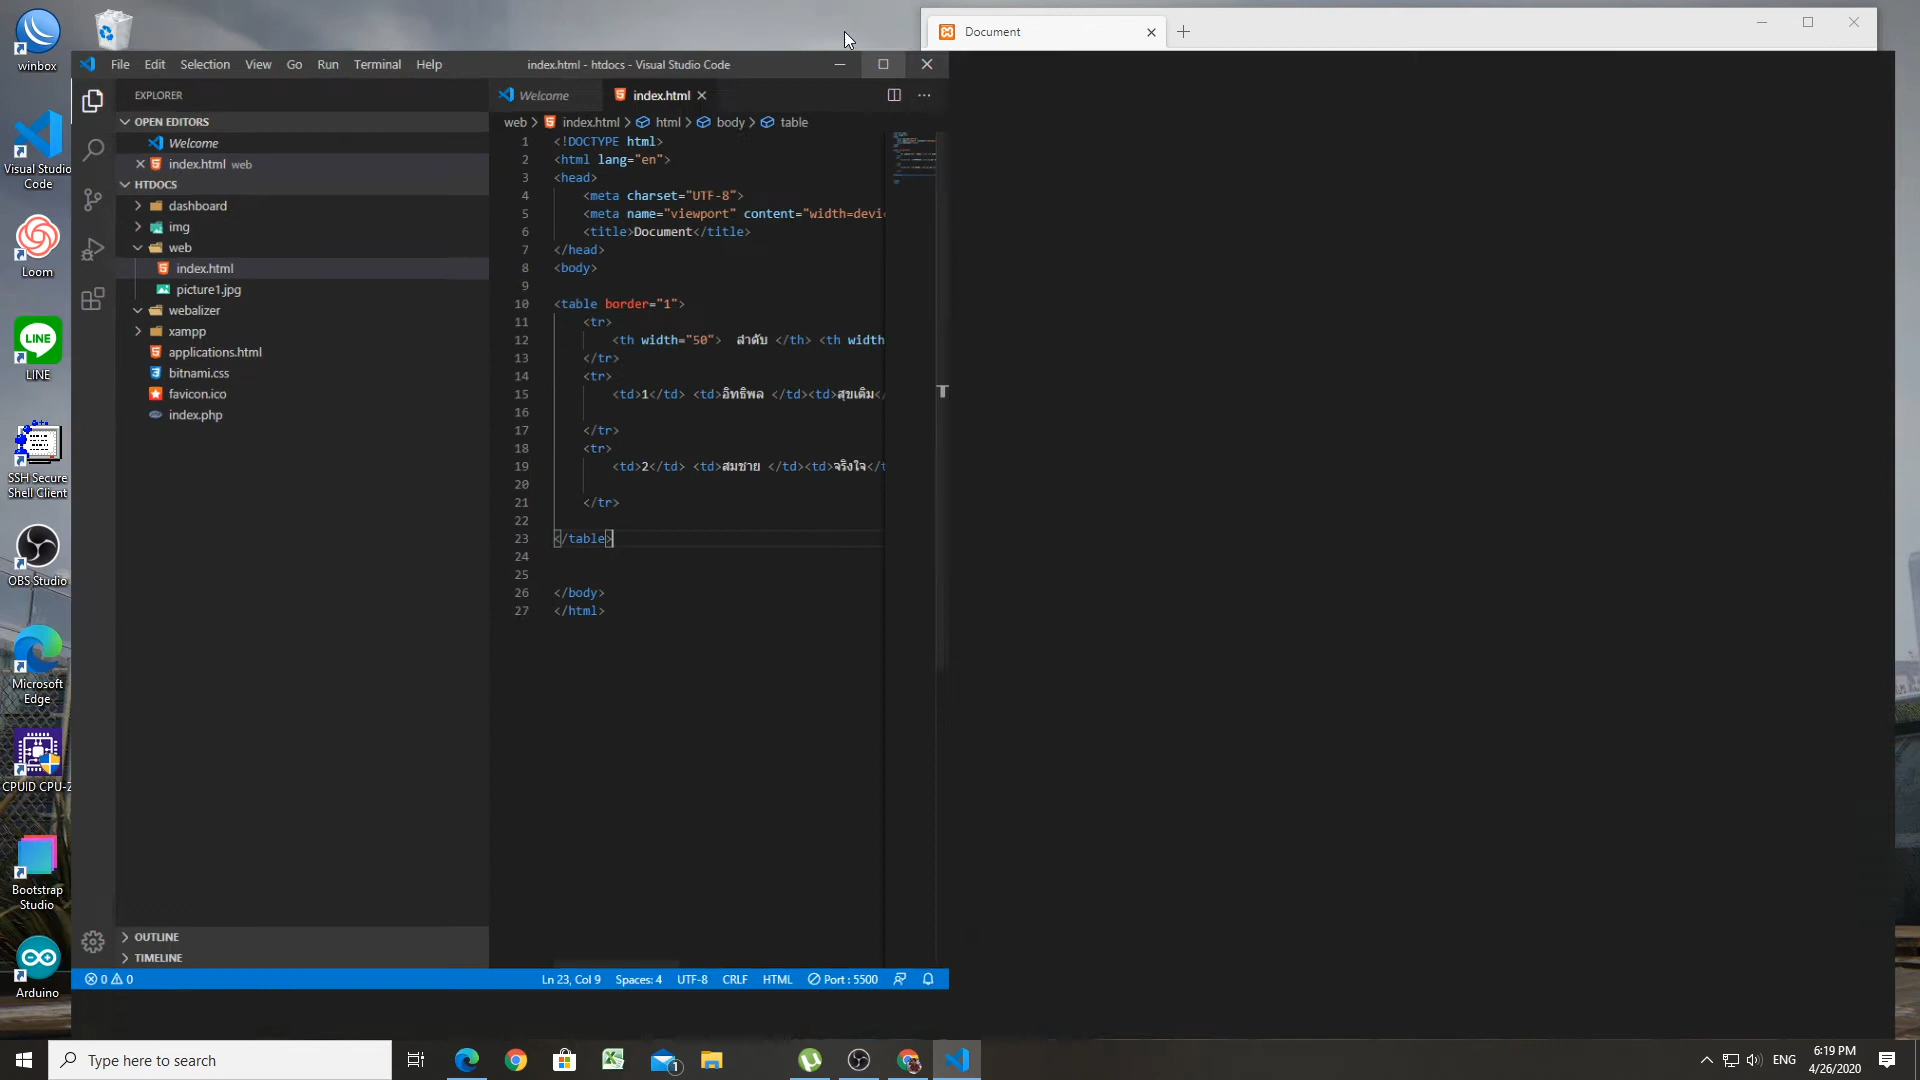 winbox
Visual Studio
Code
Loom
LINE
LINE
SSH Secure
Shell Client
OBS Studio
Microsoft
Edge
CPUID CPU-Z
Bootstrap
Studio
Arduino
Document
File Edit Selection View Go Run Terminal Help
index.html - htdocs - Visual Studio Code
EXPLORER
OPEN EDITORS
Welcome
index.html web
HTDOCS
dashboard
img
web
index.html
picture1.jpg
webalizer
xampp
applications.html
bitnami.css
favicon.ico
index.php
OUTLINE
TIMELINE
Welcome index.html
web > index.html > html > body > table
1 <!DOCTYPE html>
2 <html lang="en">
3 <head>
4 <meta charset="UTF-8">
5 <meta name="viewport" content="width=devi
6 <title>Document</title>
7 </head>
8 <body>
9
10 <table border="1">
11 <tr>
12 <th width="50"> ลำดับ </th> <th width
13 </tr>
14 <tr>
15 <td>1</td> <td>อิทธิพล </td><td>สุขเดิม<
16
17 </tr>
18 <tr>
19 <td>2</td> <td>สมชาย </td><td>จริงใจ</t
20
21 </tr>
22
23 </table>
24
25
26 </body>
27 </html>
0 0 Ln 23, Col 9 Spaces: 4 UTF-8 CRLF HTML Port : 5500
Type here to search
1
ENG
6:19 PM
4/26/2020